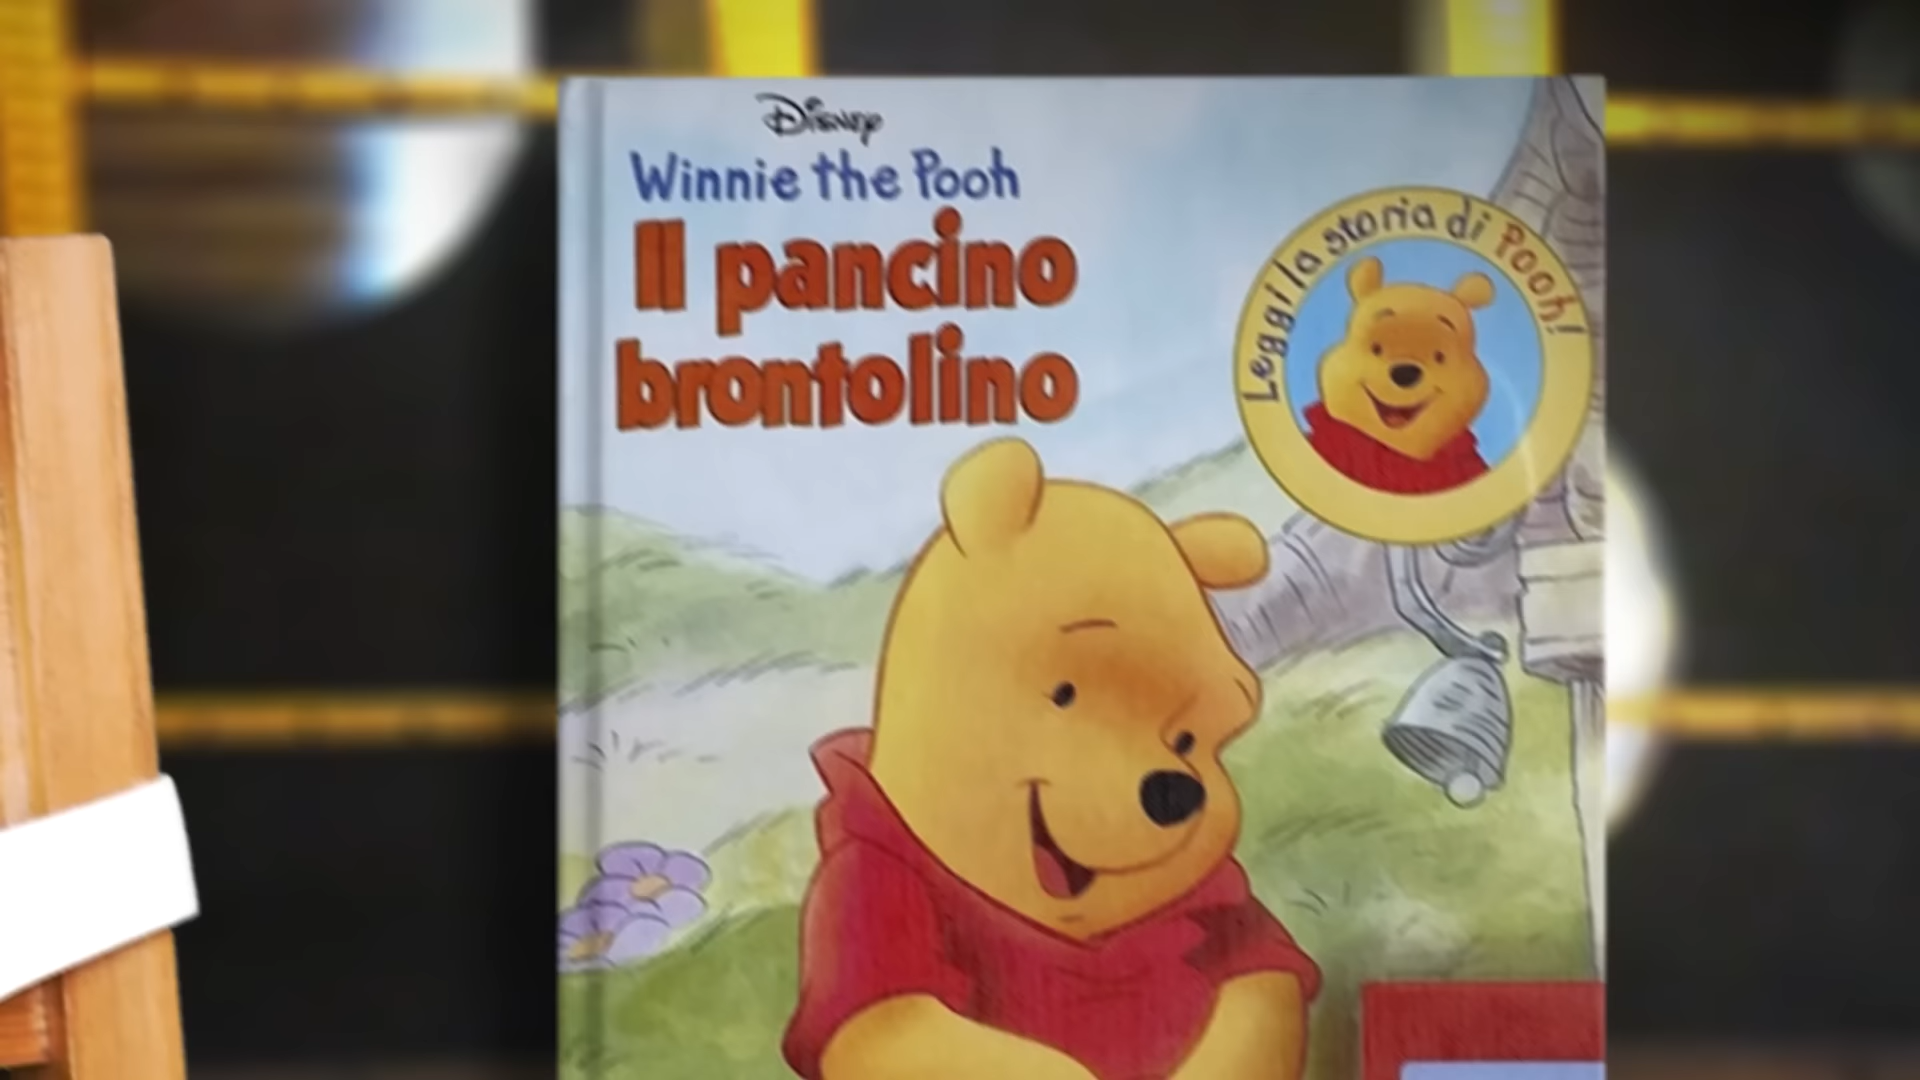 Disney
Winnie the Pooh
Il pancino
brontolino
Leggi la storia di Pooh!